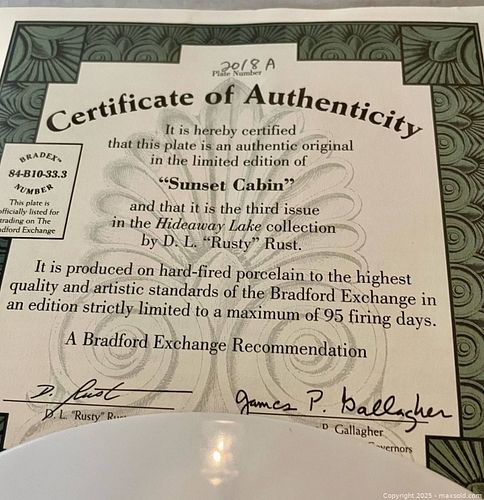 2018 A
Plate Number
Certificate of Authenticity
It is hereby certified
that this plate is an authentic original
in the limited edition of
“Sunset Cabin”
and that it is the third issue
in the Hideaway Lake collection
by D. L. “Rusty” Rust.
BRADEX™
84-B10-33.3
NUMBER
This plate is
officially listed for
trading on The
dford Exchange
It is produced on hard-fired porcelain to the highest
quality and artistic standards of the Bradford Exchange in
an edition strictly limited to a maximum of 95 firing days.
A Bradford Exchange Recommendation
D. Rust
James P. Gallagher
D. L. "Rusty" Ru
P. Gallagher
vernors
Copyright 2025 - maxsold.com